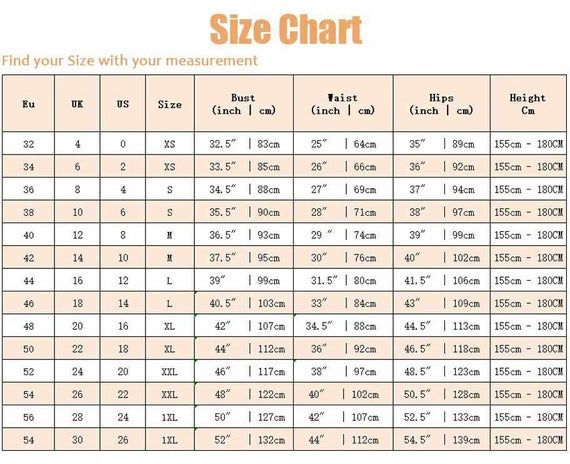 Size Chart
Find your Size with your measurement
Eu UK US Size Bust (inch | cm) Waist (inch | cm) Hips (inch | cm) Height Cm
32 4 0 XS 32.5″ | 83cm 25″ | 64cm 35″ | 89cm 155cm - 180CM
34 6 2 XS 33.5″ | 85cm 26″ | 66cm 36″ | 92cm 155cm - 180CM
36 8 4 S 34.5″ | 88cm 27″ | 69cm 37″ | 94cm 155cm - 180CM
38 10 6 S 35.5″ | 90cm 28″ | 71cm 38″ | 97cm 155cm - 180CM
40 12 8 M 36.5″ | 93cm 29 ″ | 74cm 39″ | 99cm 155cm - 180CM
42 14 10 M 37.5″ | 95cm 30″ | 76cm 40″ | 102cm 155cm - 180CM
44 16 12 L 39″ | 99cm 31.5″ | 80cm 41.5″ | 106cm 155cm - 180CM
46 18 14 L 40.5″ | 103cm 33″ | 84cm 43″ | 109cm 155cm - 180CM
48 20 16 XL 42″ | 107cm 34.5″ | 88cm 44.5″ | 113cm 155cm - 180CM
50 22 18 XL 44″ | 112cm 36″ | 92cm 46.5″ | 118cm 155cm - 180CM
52 24 20 XXL 46″ | 117cm 38″ | 97cm 48.5″ | 123cm 155cm - 180CM
54 26 22 XXL 48″ | 122cm 40″ | 102cm 50.5″ | 128cm 155cm - 180CM
56 28 24 1XL 50″ | 127cm 42″ | 107cm 52.5″ | 133cm 155cm - 180CM
54 30 26 1XL 52″ | 132cm 44″ | 112cm 54.5″ | 139cm 155cm - 180CM